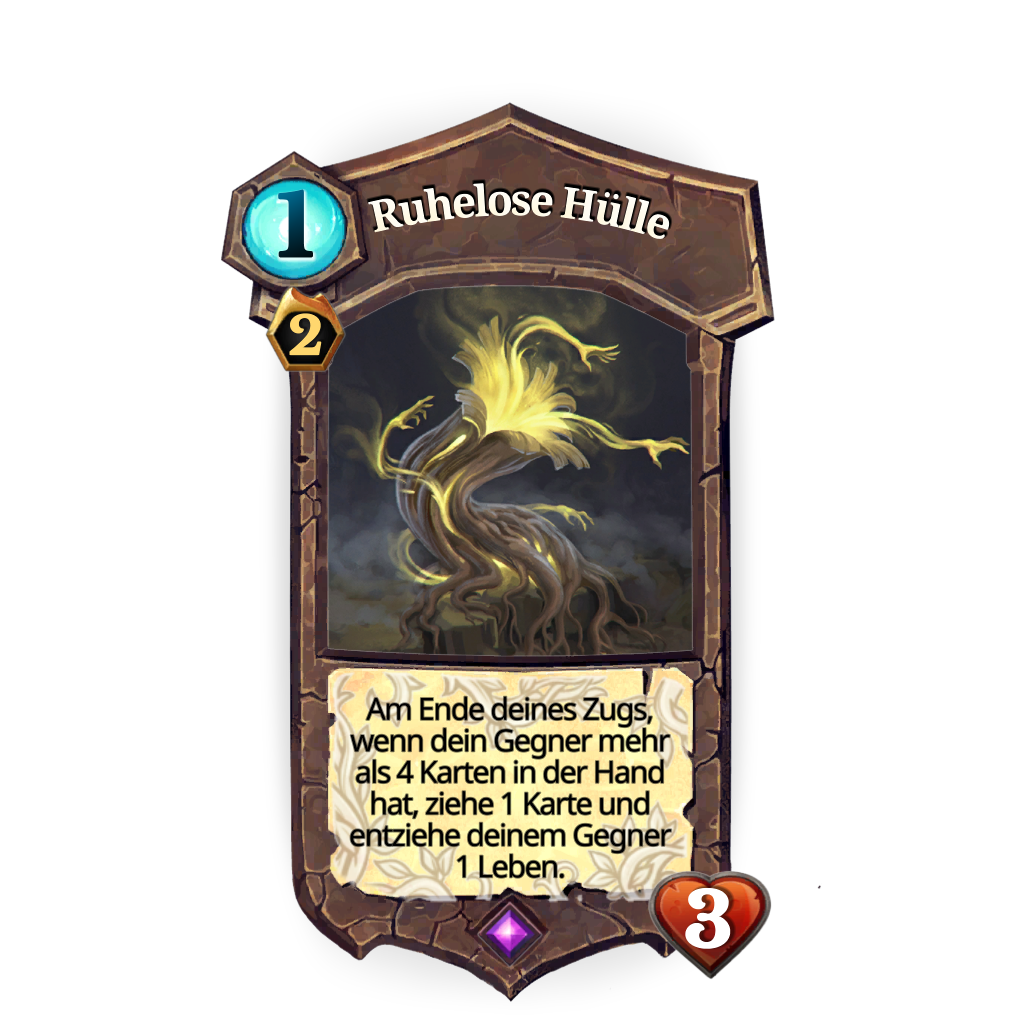 1
Ruhelose Hülle
2
Am Ende deines Zugs,
wenn dein Gegner mehr
als 4 Karten in der Hand
hat, ziehe 1 Karte und
entziehe deinem Gegner
1 Leben.
3